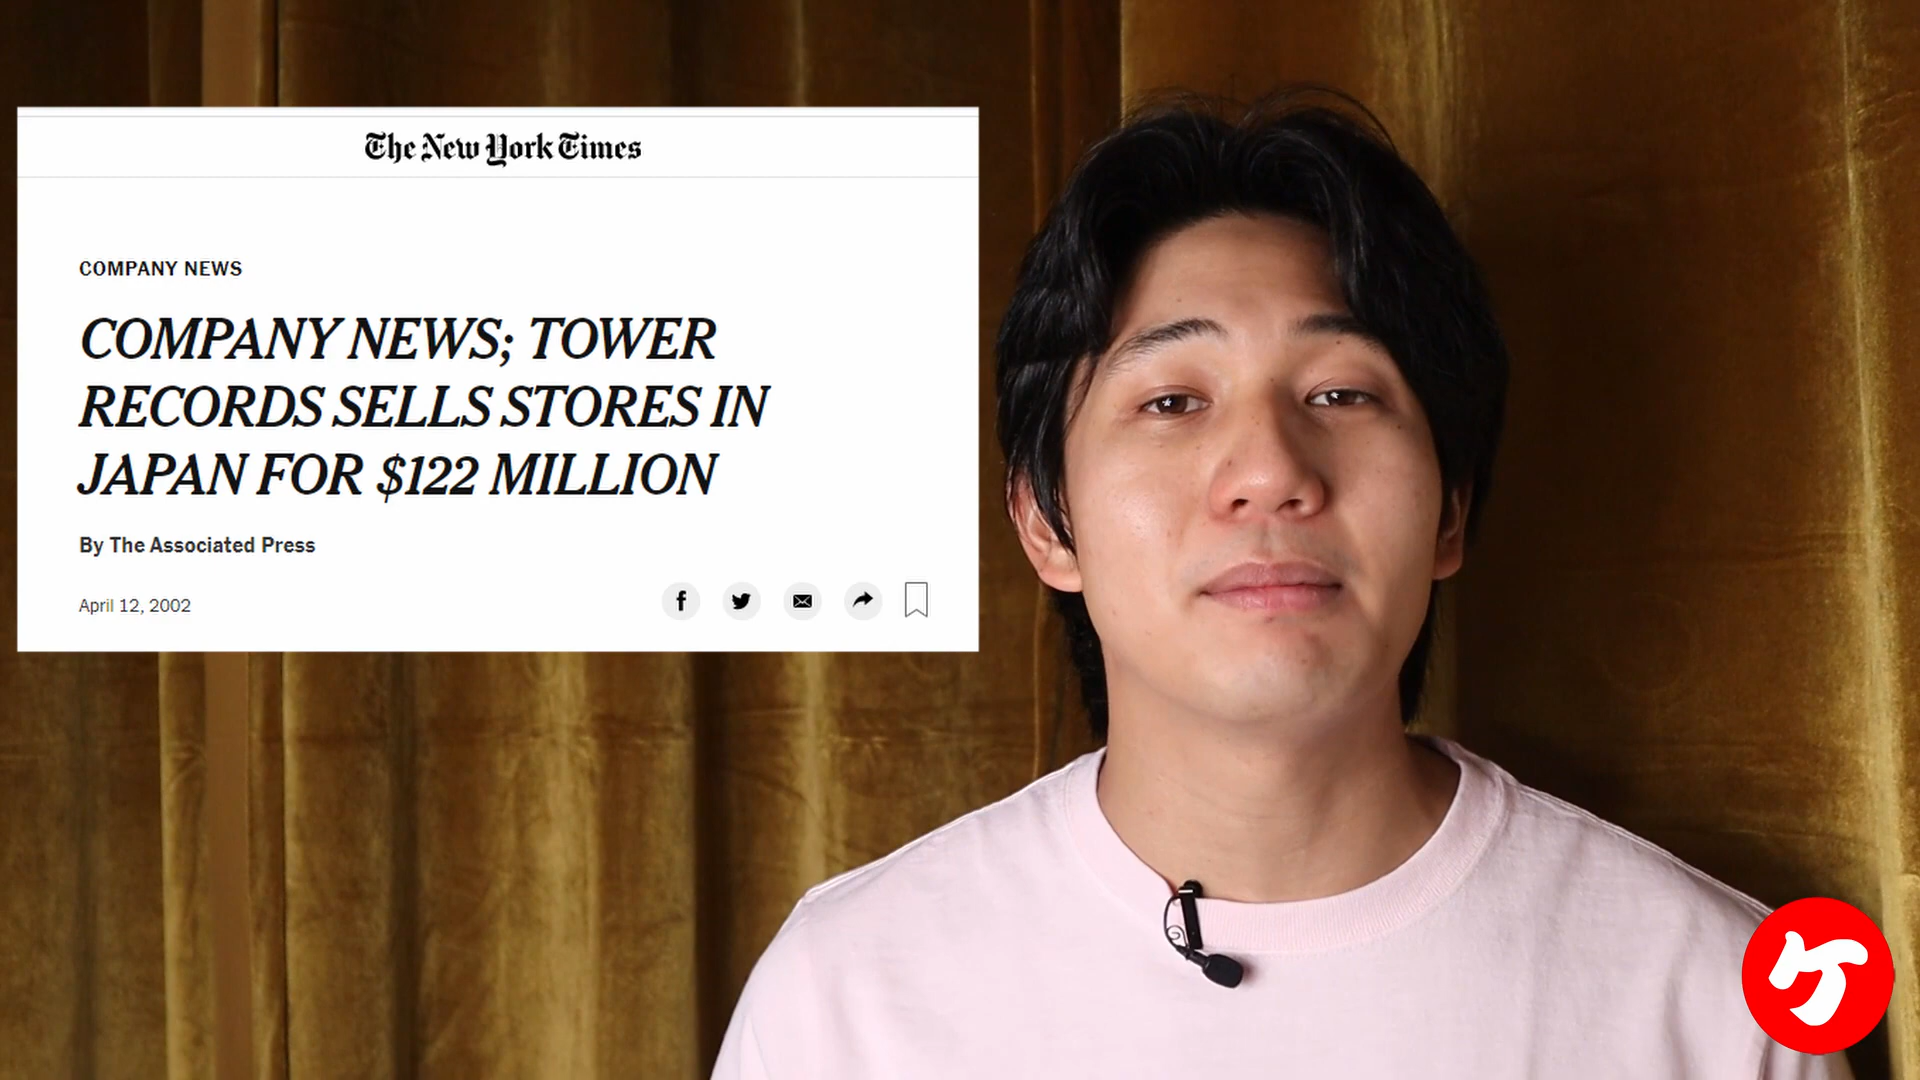 The New York Times
COMPANY NEWS
COMPANY NEWS; TOWER
RECORDS SELLS STORES IN
JAPAN FOR $122 MILLION
By The Associated Press
April 12, 2002
ケ